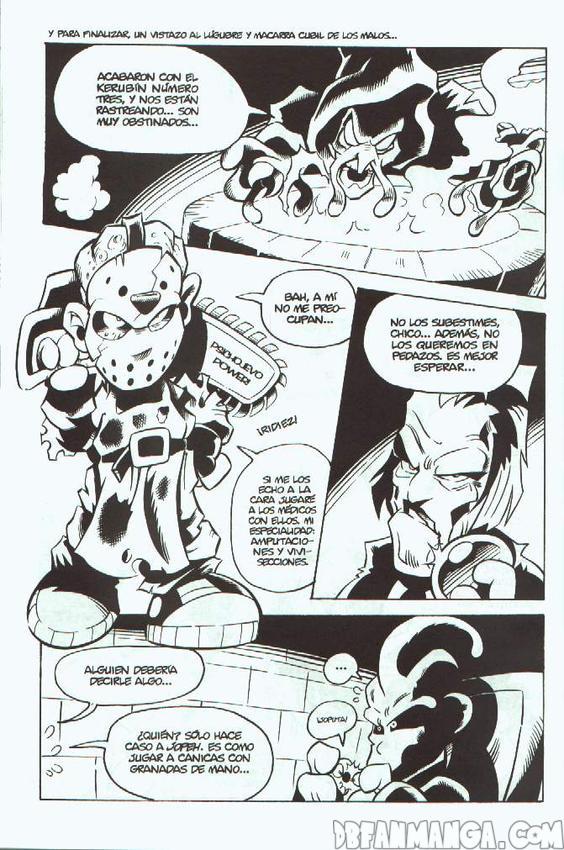 Y PARA FINALIZAR, UN VISTAZO AL LÚGUBRE Y MACARRA CUBIL DE LOS MALOS...
ACABARON CON EL
KERUBÍN NÚMERO
TRES, Y NOS ESTÁN
RASTREANDO... SON
MUY OBSTINADOS...
BAH, A MÍ
NO ME PREO-
CUPAN...
NO LOS SUBESTIMES,
CHICO... ADEMÁS, NO
LOS QUEREMOS EN
PEDAZOS. ES MEJOR
ESPERAR...
PSICHOJEVO
POWER!
¡RIDIEZ!
SI ME LOS
ECHO A LA
CARA JUGARÉ
A LOS MÉDICOS
CON ELLOS. MI
ESPECIALIDAD:
AMPUTACIO-
NES Y VIVI-
SECCIONES.
ALGUIEN DEBERÍA
DECIRLE ALGO...
...
¡JOPUTA!
¿QUIÉN? SÓLO HACE
CASO A JOPEH. ES COMO
JUGAR A CANICAS CON
GRANADAS DE MANO...
DBFANMANGA.COM